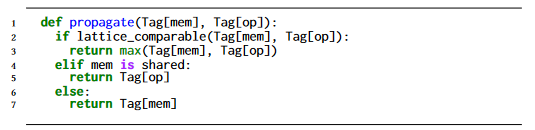 1 def propagate(Tag[mem], Tag[op]):
2 if lattice_comparable(Tag[mem], Tag[op]):
3 return max(Tag[mem], Tag[op])
4 elif mem is shared:
5 return Tag[op]
6 else:
7 return Tag[mem]